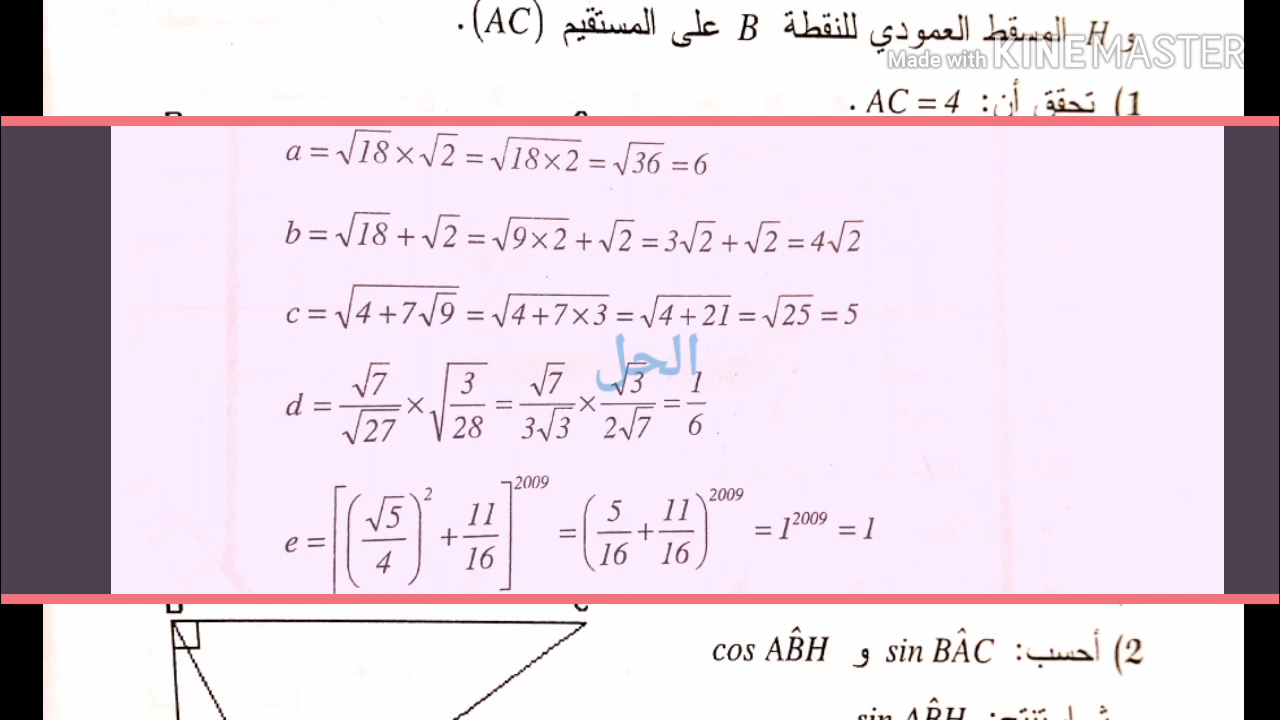 و H المسقط العمودي للنقطة B على المستقيم (AC).
Made with KINEMASTER
1) تحقق أن: AC = 4 .
a = √18 × √2 = √(18×2) = √36 = 6
b = √18 + √2 = √(9×2) + √2 = 3√2 + √2 = 4√2
c = √(4+7√9) = √(4+7×3) = √(4+21) = √25 = 5
الحل
d = √7/√27 × √(3/28) = √7/(3√3) × √3/(2√7) = 1/6
e = [(√5/4)² + 11/16]²⁰⁰⁹ = (5/16 + 11/16)²⁰⁰⁹ = 1²⁰⁰⁹ = 1
2) أحسب: sin BÂC و cos AB̂H